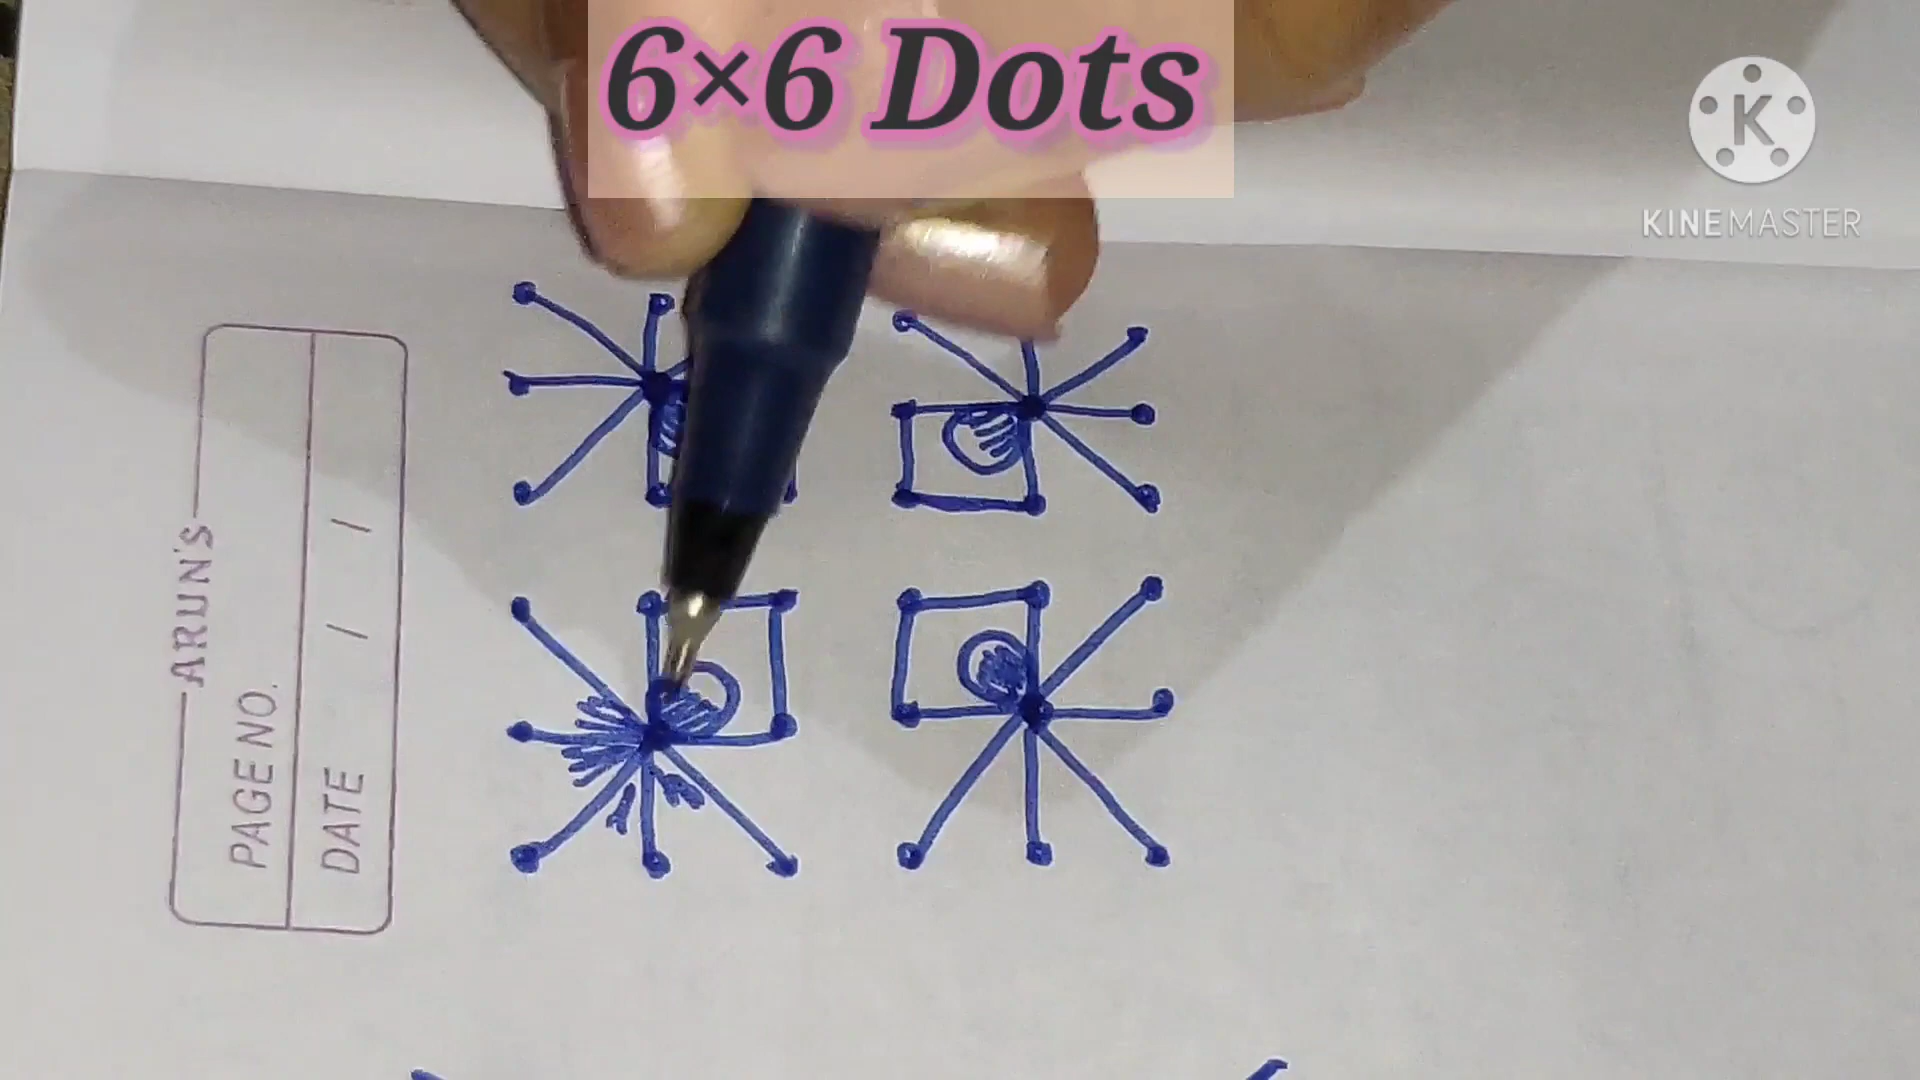 6×6 Dots
K
KINEMASTER
ARUN'S
PAGE NO.
DATE / /